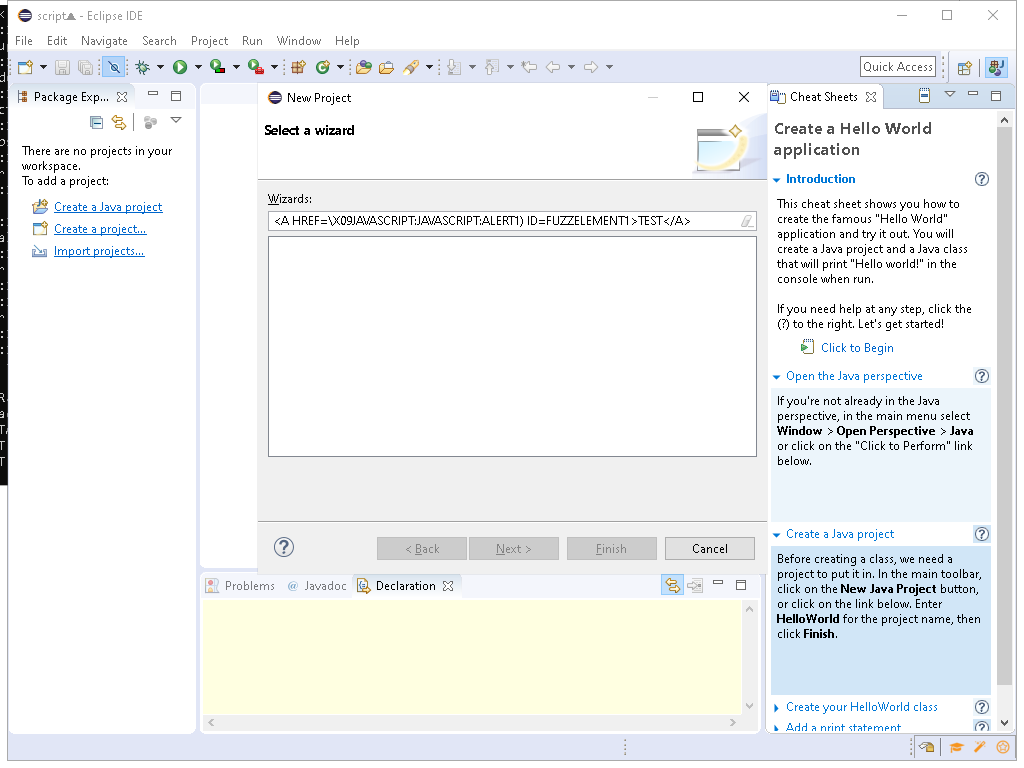 script▲ - Eclipse IDE
File Edit Navigate Search Project Run Window Help
Quick Access
Package Exp...
There are no projects in your
workspace.
To add a project:
Create a Java project
Create a project...
Import projects...
New Project
Select a wizard
Wizards:
<A HREF=\X09JAVASCRIPT:JAVASCRIPT:ALERT1) ID=FUZZELEMENT1>TEST</A>
< Back Next > Finish Cancel
Problems @ Javadoc Declaration
Cheat Sheets
Create a Hello World
application
Introduction
This cheat sheet shows you how to
create the famous "Hello World"
application and try it out. You will
create a Java project and a Java class
that will print "Hello world!" in the
console when run.
If you need help at any step, click the
(?) to the right. Let's get started!
Click to Begin
Open the Java perspective
If you're not already in the Java
perspective, in the main menu select
Window > Open Perspective > Java
or click on the "Click to Perform" link
below.
Create a Java project
Before creating a class, we need a
project to put it in. In the main toolbar,
click on the New Java Project button,
or click on the link below. Enter
HelloWorld for the project name, then
click Finish.
Create your HelloWorld class
Add a print statement